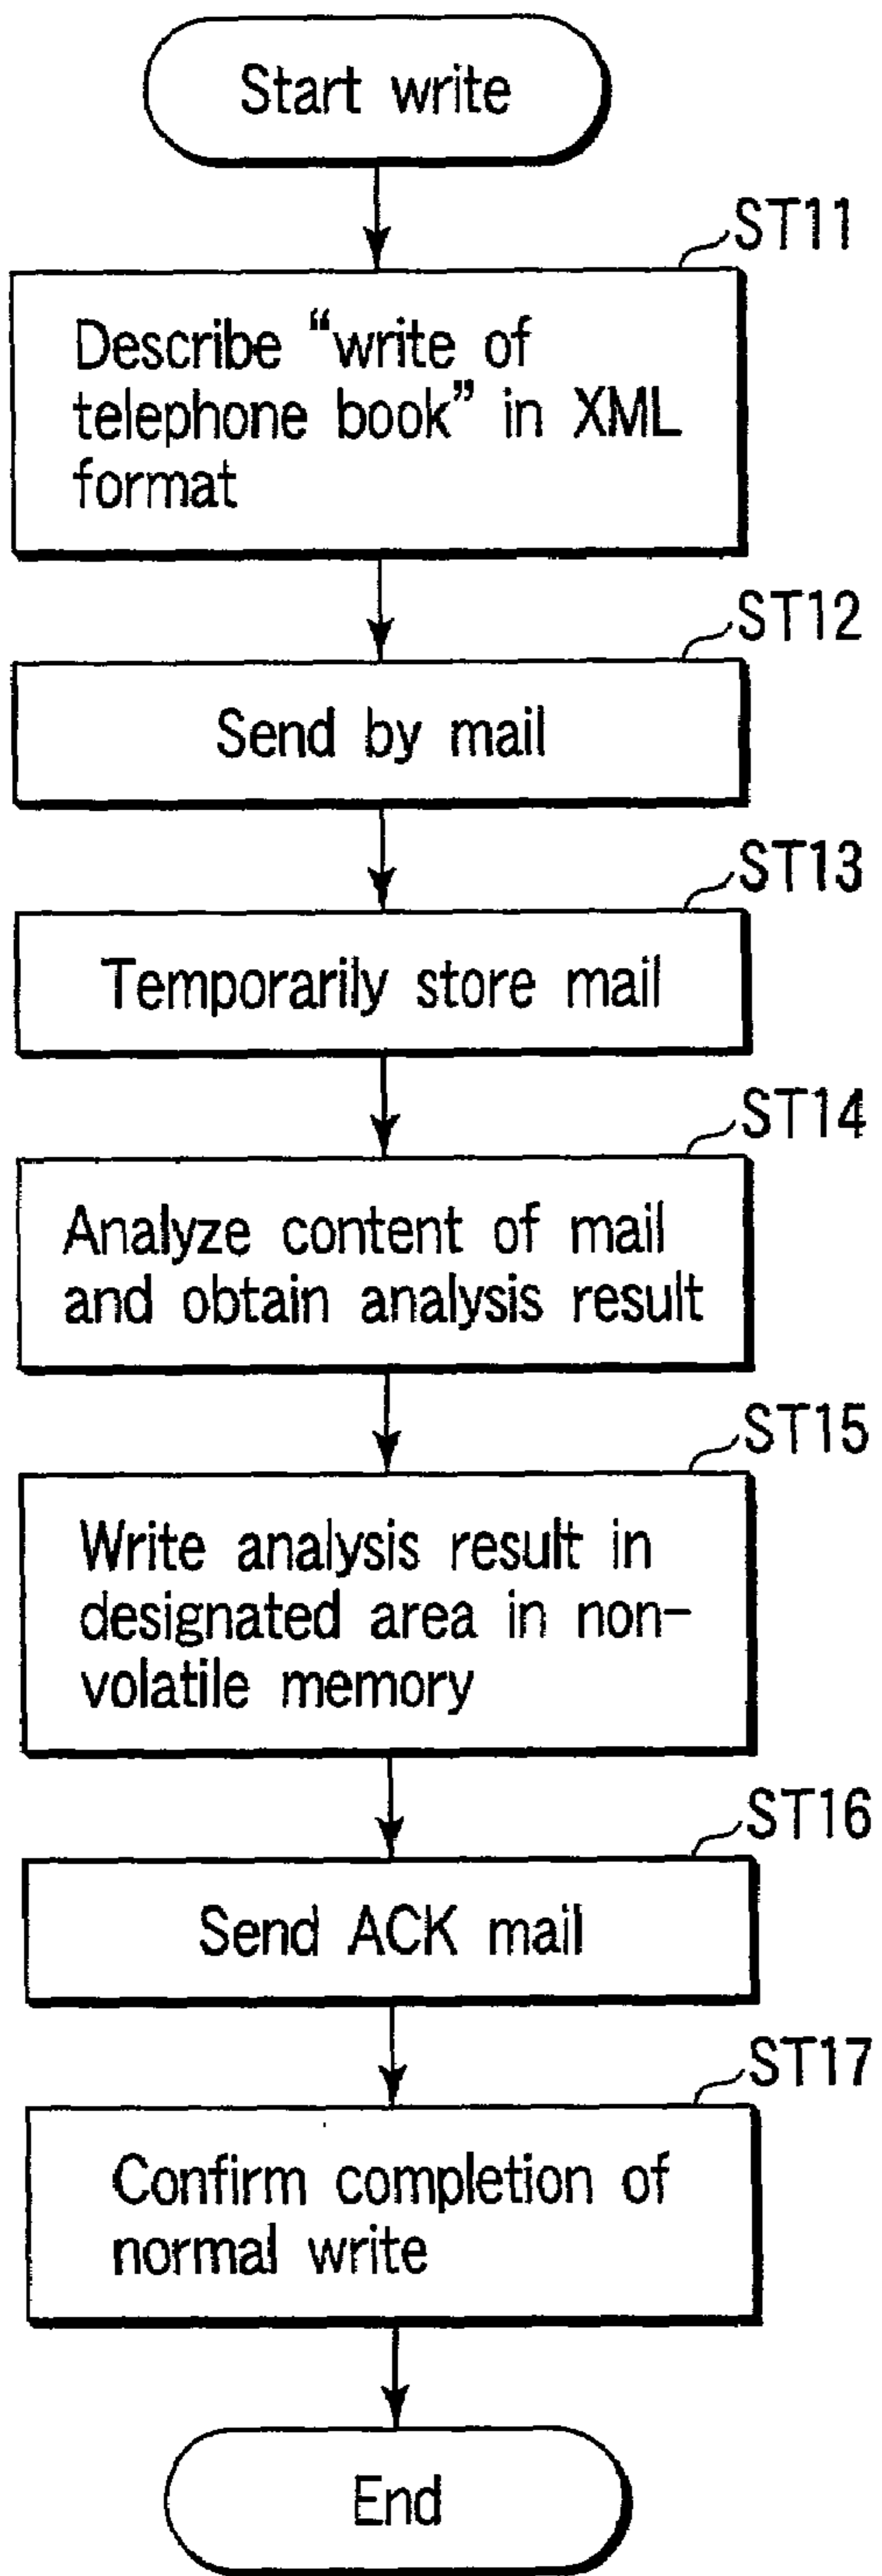 Start write
ST11
Describe “write of
telephone book” in XML
format
ST12
Send by mail
ST13
Temporarily store mail
ST14
Analyze content of mail
and obtain analysis result
ST15
Write analysis result in
designated area in non-
volatile memory
ST16
Send ACK mail
ST17
Confirm completion of
normal write
End